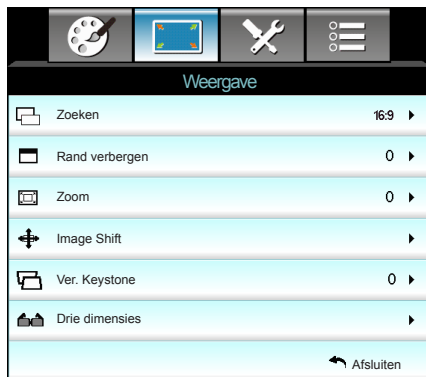 Weergave
Zoeken 16:9
Rand verbergen 0
Zoom 0
Image Shift
Ver. Keystone 0
Drie dimensies
Afsluiten